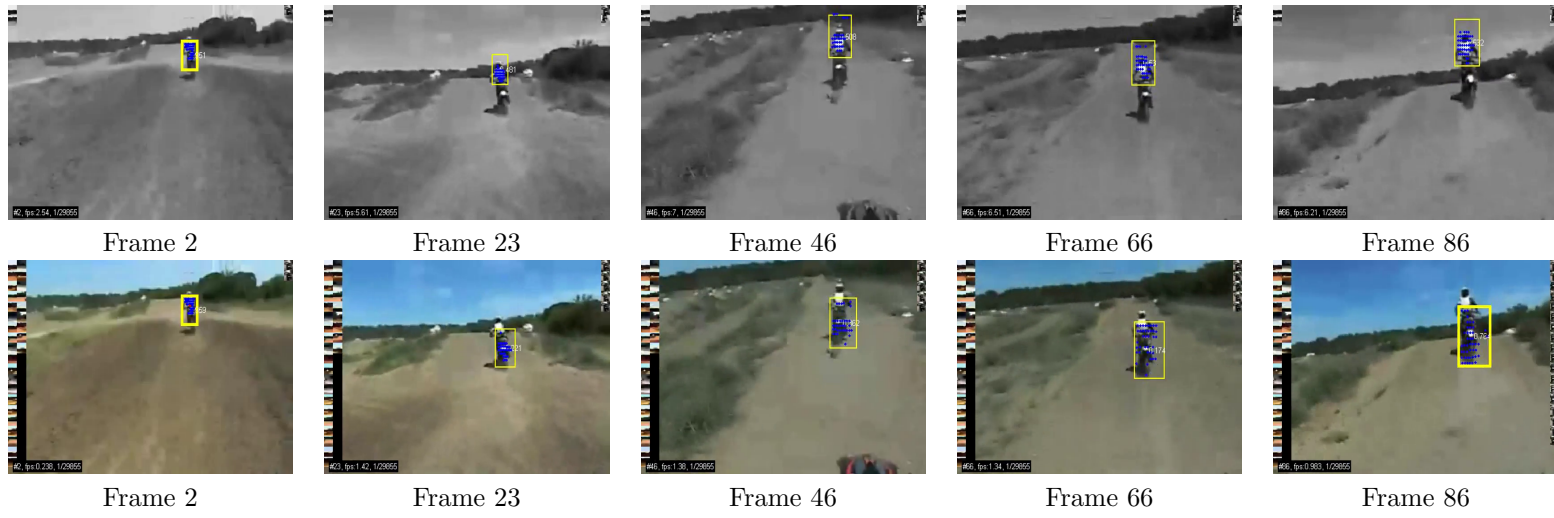 .508
#2, fps:2.54, 1/29855
#23, fps:5.61, 1/29855
#46, fps:7, 1/29855
#66, fps:6.51, 1/29855
#86, fps:6.21, 1/29855
Frame 2
Frame 23
Frame 46
Frame 66
Frame 86
0.174
#2, fps:0.238, 1/29855
#23, fps:1.42, 1/29855
#46, fps:1.38, 1/29855
#66, fps:1.34, 1/29855
#86, fps:0.983, 1/29855
Frame 2
Frame 23
Frame 46
Frame 66
Frame 86